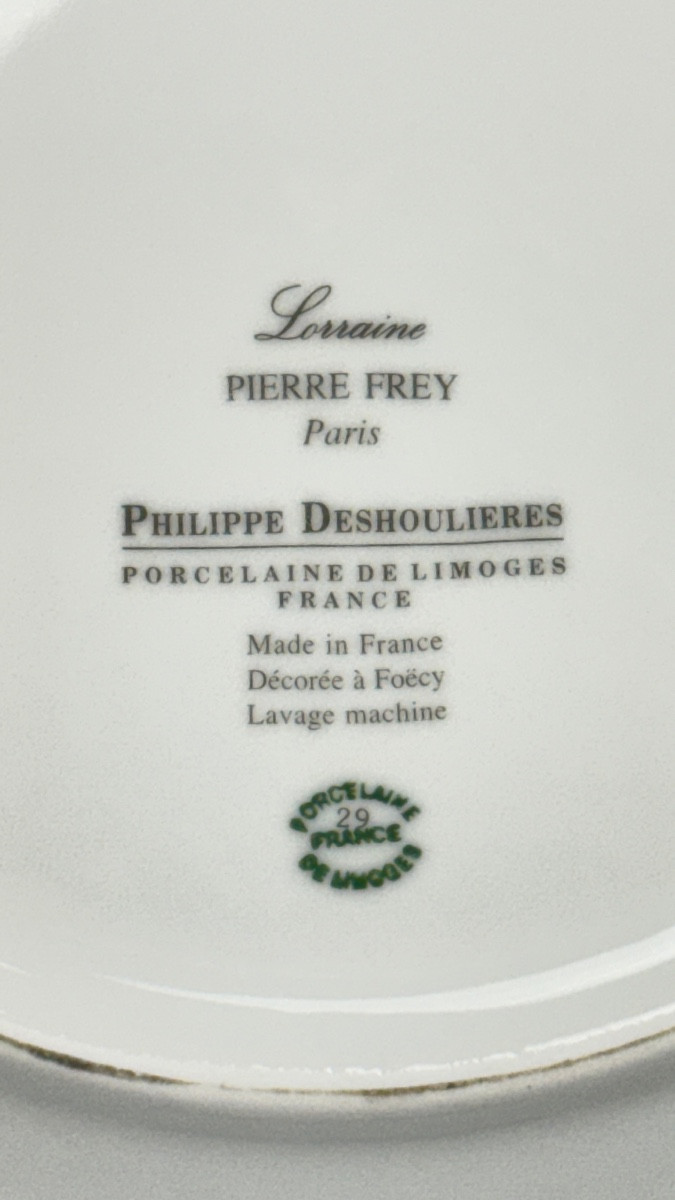 Lorraine
PIERRE FREY
Paris
PHILIPPE DESHOULIERES
PORCELAINE DE LIMOGES
FRANCE
Made in France
Décorée à Foëcy
Lavage machine
PORCELAINE
29
FRANCE
DE LIMOGES